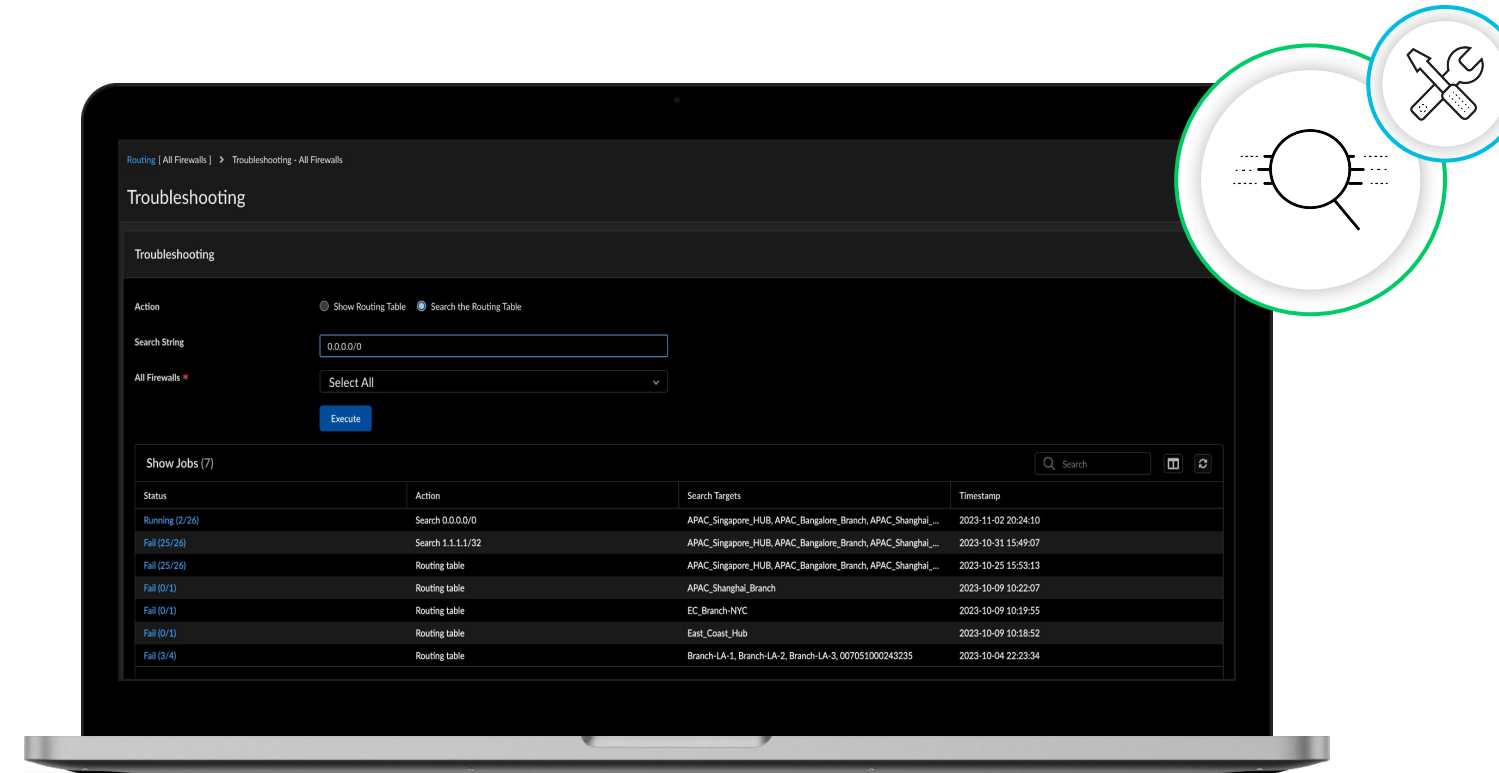 Routing [ All Firewalls ] > Troubleshooting - All Firewalls
Troubleshooting
Troubleshooting
Action Show Routing Table Search the Routing Table
Search String 0.0.0.0/0
All Firewalls * Select All
Execute
Show Jobs (7) Search
Status Action Search Targets Timestamp
Running (2/26) Search 0.0.0.0/0 APAC_Singapore_HUB, APAC_Bangalore_Branch, APAC_Shanghai_... 2023-11-02 20:24:10
Fail (25/26) Search 1.1.1.1/32 APAC_Singapore_HUB, APAC_Bangalore_Branch, APAC_Shanghai_... 2023-10-31 15:49:07
Fail (25/26) Routing table APAC_Singapore_HUB, APAC_Bangalore_Branch, APAC_Shanghai_... 2023-10-25 15:53:13
Fail (0/1) Routing table APAC_Shanghai_Branch 2023-10-09 10:22:07
Fail (0/1) Routing table EC_Branch-NYC 2023-10-09 10:19:55
Fail (0/1) Routing table East_Coast_Hub 2023-10-09 10:18:52
Fail (3/4) Routing table Branch-LA-1, Branch-LA-2, Branch-LA-3, 007051000243235 2023-10-04 22:23:34